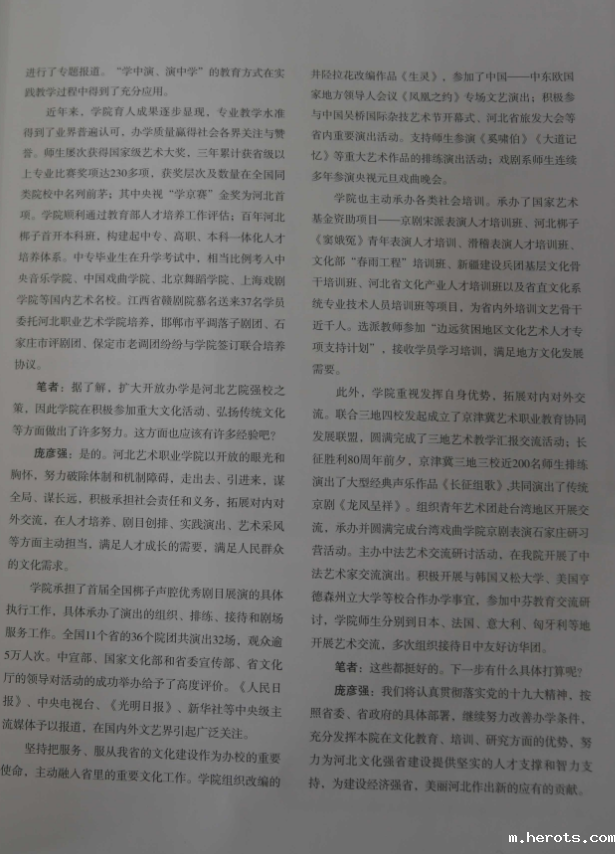 进行了专题报道。“学中演、演中学”的教育方式在实
践教学过程中得到了充分应用。
近年来，学院育人成果逐步显现，专业教学水准
得到了业界普遍认可，办学质量赢得社会各界关注与赞
誉。师生屡次获得国家级艺术大奖，三年累计获省级以
上专业比赛奖项达230多项，获奖层次及数量在全国同
类院校中名列前茅；其中央视“学京赛”金奖为河北首
项。学院顺利通过教育部人才培养工作评估；百年河北
梆子首开本科班，构建起中专、高职、本科一体化人才
培养体系。中专毕业生在升学考试中，相当比例考入中
央音乐学院、中国戏曲学院、北京舞蹈学院、上海戏剧
学院等国内艺术名校。江西省赣剧院慕名送来37名学员
委托河北职业艺术学院培养，邯郸市平调落子剧团、石
家庄市评剧团、保定市老调团纷纷与学院签订联合培养
协议。
笔者：据了解，扩大开放办学是河北艺院强校之
策，因此学院在积极参加重大文化活动、弘扬传统文化
等方面做出了许多努力。这方面也应该有许多经验吧？
庞彦强：是的。河北艺术职业学院以开放的眼光和
胸怀，努力破除体制和机制障碍，走出去、引进来，谋
全局、谋长远，积极承担社会责任和义务，拓展对内对
外交流，在人才培养、剧目创排、实践演出、艺术采风
等方面主动担当，满足人才成长的需要，满足人民群众
的文化需求。
学院承担了首届全国梆子声腔优秀剧目展演的具体
执行工作，具体承办了演出的组织、排练、接待和剧场
服务工作。全国11个省的36个院团共演出32场，观众逾
5万人次。中宣部、国家文化部和省委宣传部、省文化
厅的领导对活动的成功举办给予了高度评价。《人民日
报》、中央电视台、《光明日报》、新华社等中央级主
流媒体予以报道，在国内外文艺界引起广泛关注。
坚持把服务、服从我省的文化建设作为办校的重要
使命，主动融入省里的重要文化工作。学院组织改编的
井陉拉花改编作品《生灵》，参加了中国——中东欧国
家地方领导人会议《凤凰之约》专场文艺演出；积极参
与中国吴桥国际杂技艺术节开幕式、河北省旅发大会等
省内重要演出活动。支持师生参演《奚啸伯》《大道记
忆》等重大艺术作品的排练演出活动；戏剧系师生连续
多年参演央视元旦戏曲晚会。
学院也主动承办各类社会培训。承办了国家艺术
基金资助项目——京剧宋派表演人才培训班、河北梆子
《窦娥冤》青年表演人才培训、滑稽表演人才培训班、
文化部“春雨工程”培训班、新疆建设兵团基层文化骨
干培训班、河北省文化产业人才培训班以及省直文化系
统专业技术人员培训班等项目，为省内外培训文艺骨干
近千人。选派教师参加“边远贫困地区文化艺术人才专
项支持计划”，接收学员学习培训，满足地方文化发展
需要。
此外，学院重视发挥自身优势，拓展对内对外交
流。联合三地四校发起成立了京津冀艺术职业教育协同
发展联盟，圆满完成了三地艺术教学汇报交流活动；长
征胜利80周年前夕，京津冀三地三校近200名师生排练
演出了大型经典声乐作品《长征组歌》，共同演出了传统
京剧《龙凤呈祥》。组织青年艺术团赴台湾地区开展交
流，承办并圆满完成台湾戏曲学院京剧表演石家庄研习
营活动。主办中法艺术交流研讨活动，在我院开展了中
法艺术家交流演出。积极开展与韩国又松大学、美国亨
德森州立大学等校合作办学事宜，参加中芬教育交流研
讨，学院师生分别到日本、法国、意大利、匈牙利等地
开展艺术交流，多次组织接待日中友好访华团。
笔者：这些都挺好的。下一步有什么具体打算呢？
庞彦强：我们将认真贯彻落实党的十九大精神，按
照省委、省政府的具体部署，继续努力改善办学条件，
充分发挥本院在文化教育、培训、研究方面的优势，努
力为河北文化强省建设提供坚实的人才支撑和智力支
持，为建设经济强省，美丽河北作出新的应有的贡献。
m.herots.com